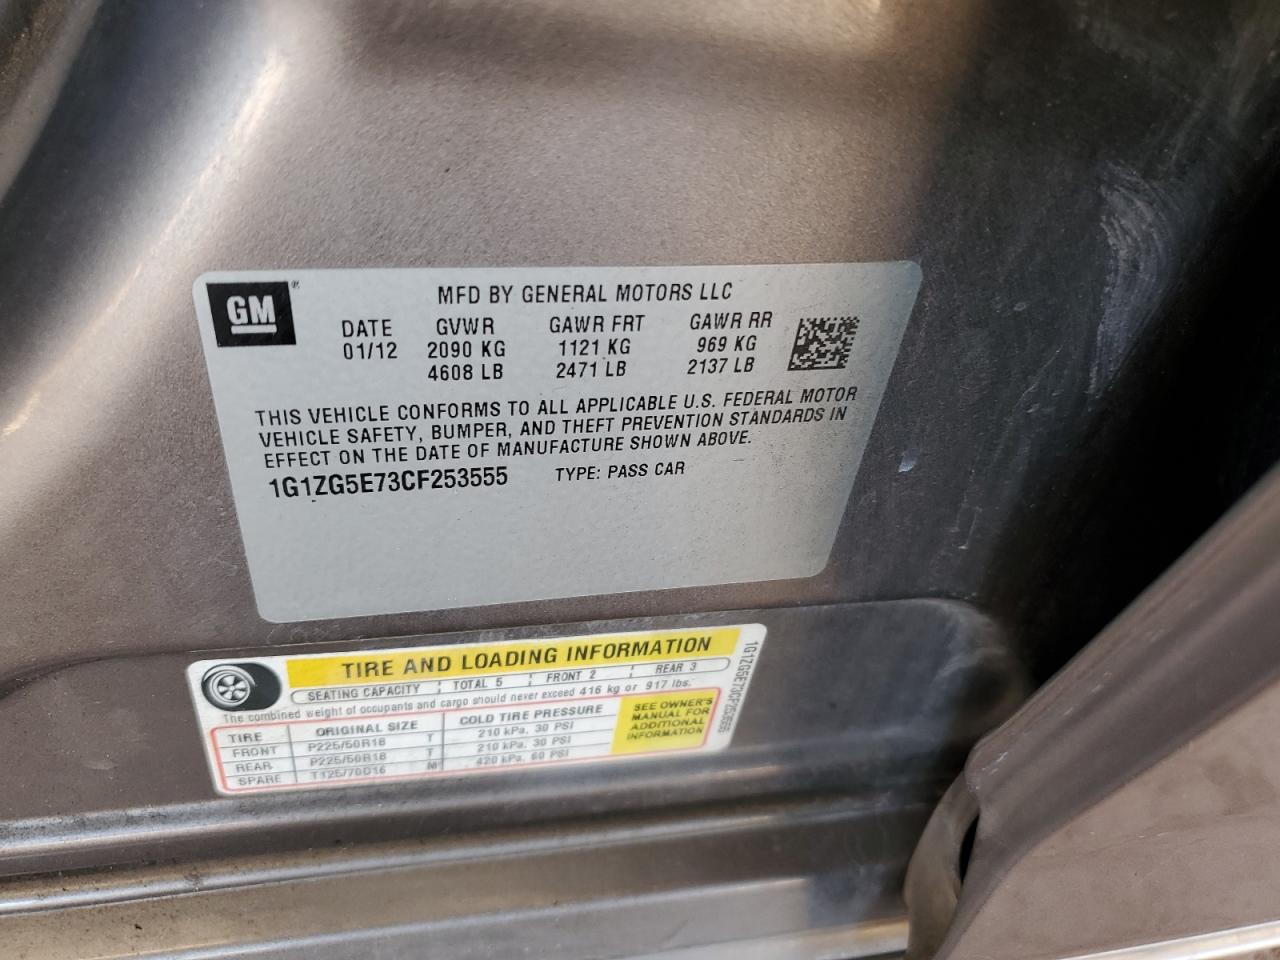 GM ®
MFD BY GENERAL MOTORS LLC
DATE GVWR GAWR FRT GAWR RR
01/12 2090 KG 1121 KG 969 KG
4608 LB 2471 LB 2137 LB
THIS VEHICLE CONFORMS TO ALL APPLICABLE U.S. FEDERAL MOTOR
VEHICLE SAFETY, BUMPER, AND THEFT PREVENTION STANDARDS IN
EFFECT ON THE DATE OF MANUFACTURE SHOWN ABOVE.
1G1ZG5E73CF253555 TYPE: PASS CAR
TIRE AND LOADING INFORMATION
SEATING CAPACITY TOTAL 5 FRONT 2 REAR 3
The combined weight of occupants and cargo should never exceed 416 kg or 917 lbs.
TIRE ORIGINAL SIZE COLD TIRE PRESSURE
FRONT P225/50R18 T 210 kPa, 30 PSI
REAR P225/50R18 T 210 kPa, 30 PSI
SPARE T125/70D16 M 420 kPa, 60 PSI
SEE OWNER'S
MANUAL FOR
ADDITIONAL
INFORMATION
1G1ZG5E73CF253555